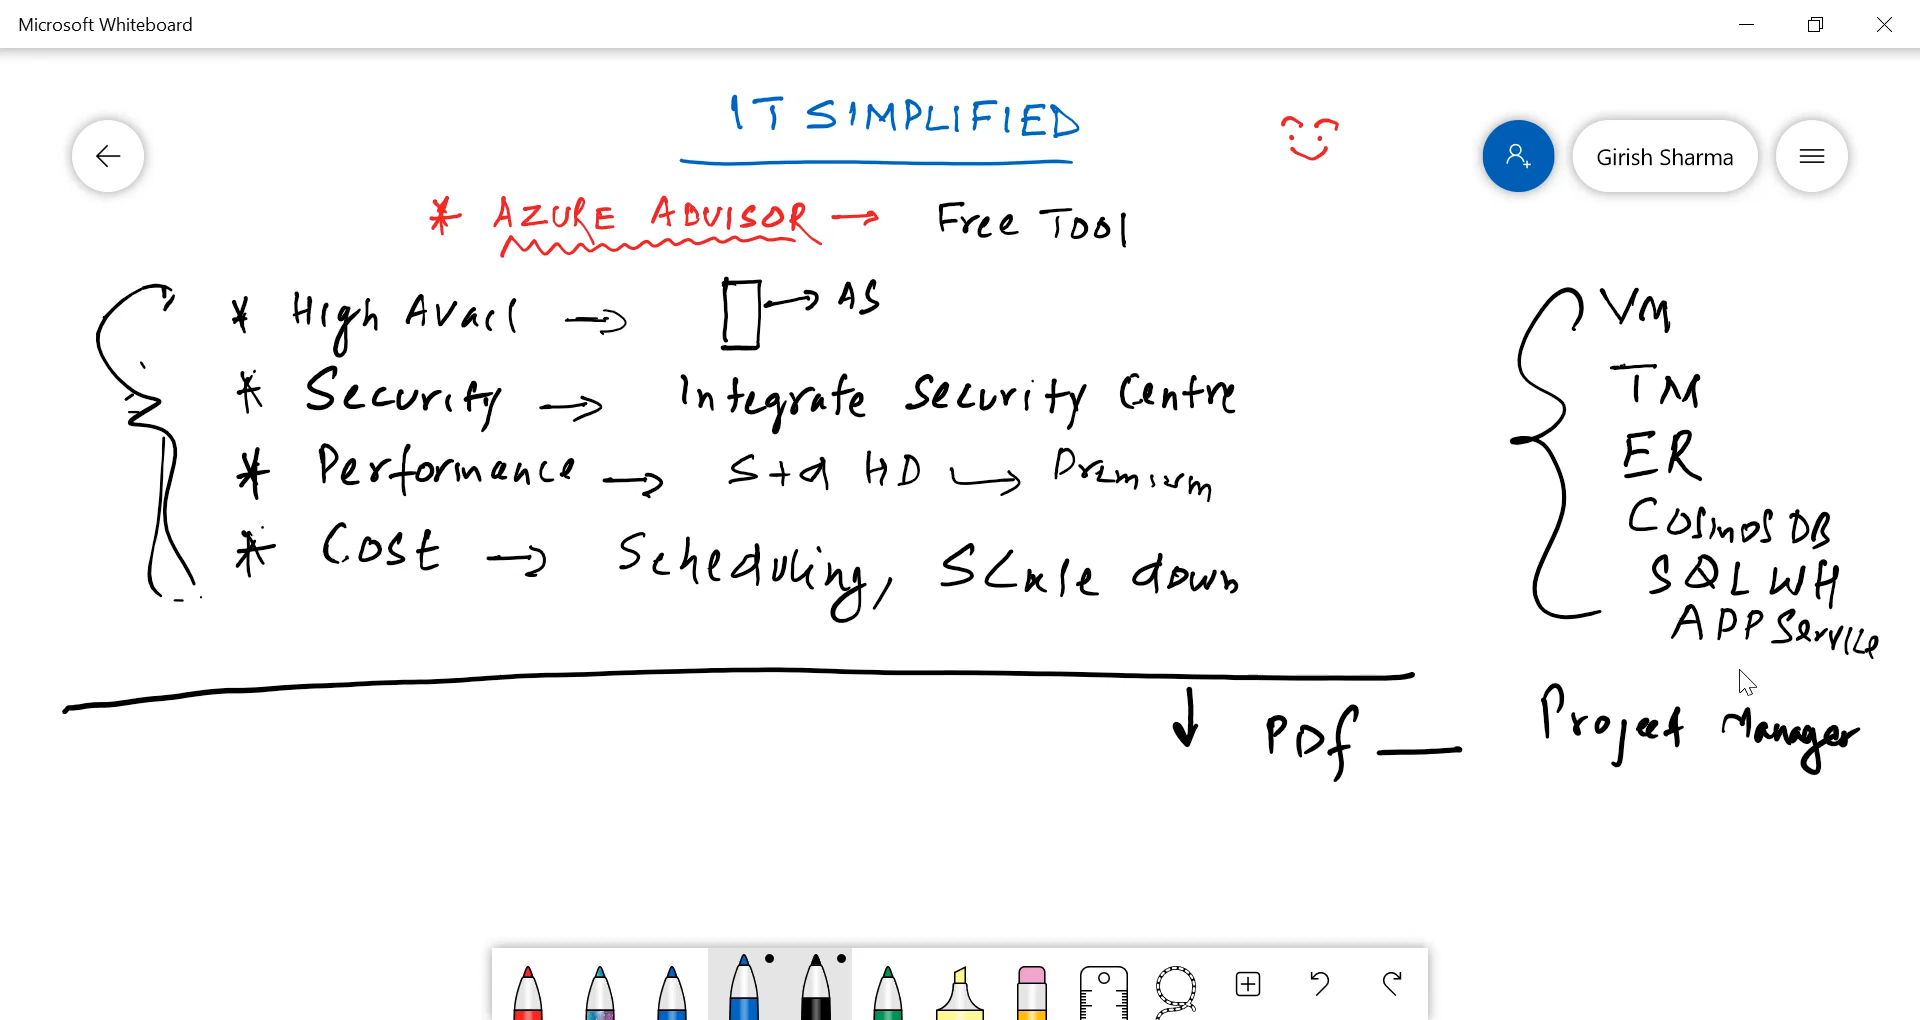 Microsoft Whiteboard
IT SIMPLIFIED
Girish Sharma
* AZURE ADVISOR → Free Tool
* High Avail → → AS
* Security → Integrate Security Centre
* Performance → Std HD → Premium
* Cost → Scheduling, Scale down
VM
TM
ER
Cosmos DB
SQL WH
APP Service
↓ PDf — Project Manager